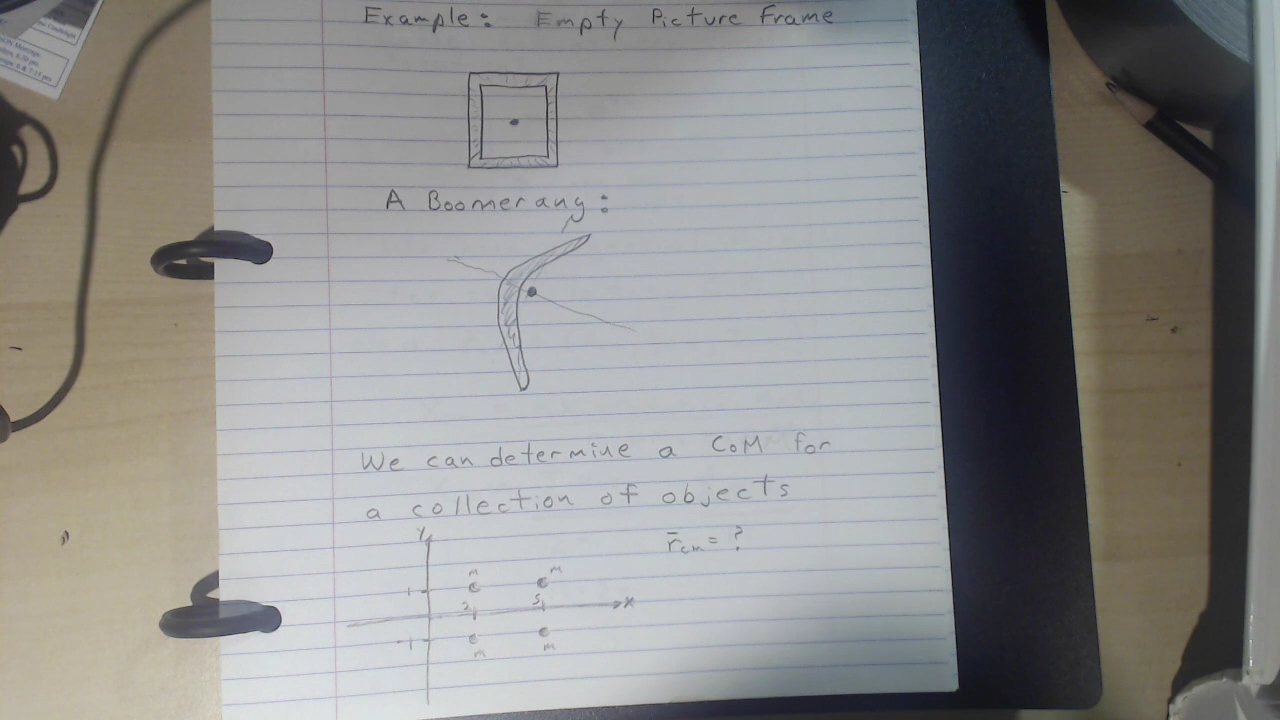 Example: Empty Picture Frame
A Boomerang:
We can determine a CoM for
a collection of objects
y
r̄cm = ?
m m
1
2 5 x
-1
m m